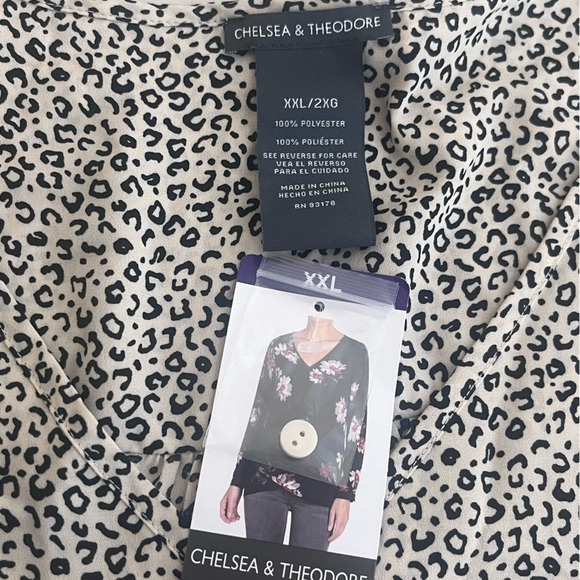 CHELSEA & THEODORE
XXL/2XG
100% POLYESTER
100% POLIÉSTER
SEE REVERSE FOR CARE
VEA EL REVERSO
PARA EL CUIDADO
MADE IN CHINA
HECHO EN CHINA
RN 93178
XXL
CHELSEA & THEODORE